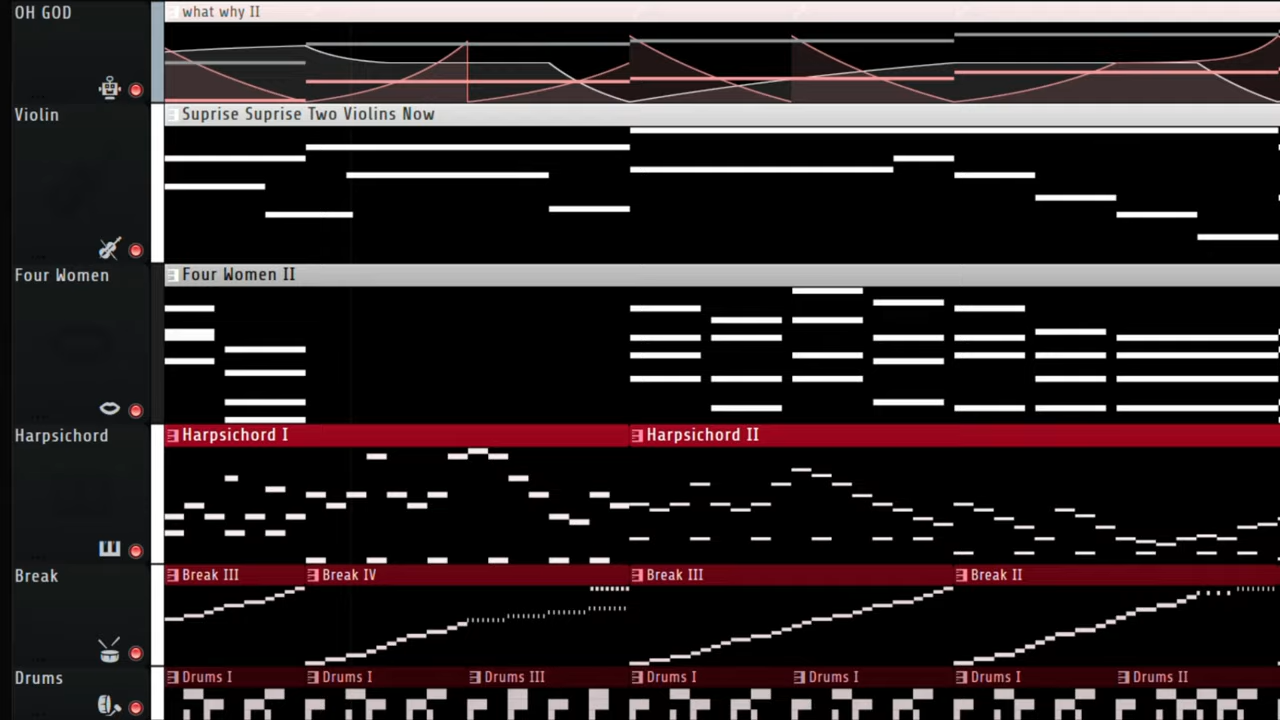 OH GOD
what why II
Violin
Suprise Suprise Two Violins Now
Four Women
Four Women II
Harpsichord
Harpsichord I
Harpsichord II
Break
Break III
Break IV
Break III
Break II
Drums
Drums I
Drums I
Drums III
Drums I
Drums I
Drums I
Drums II